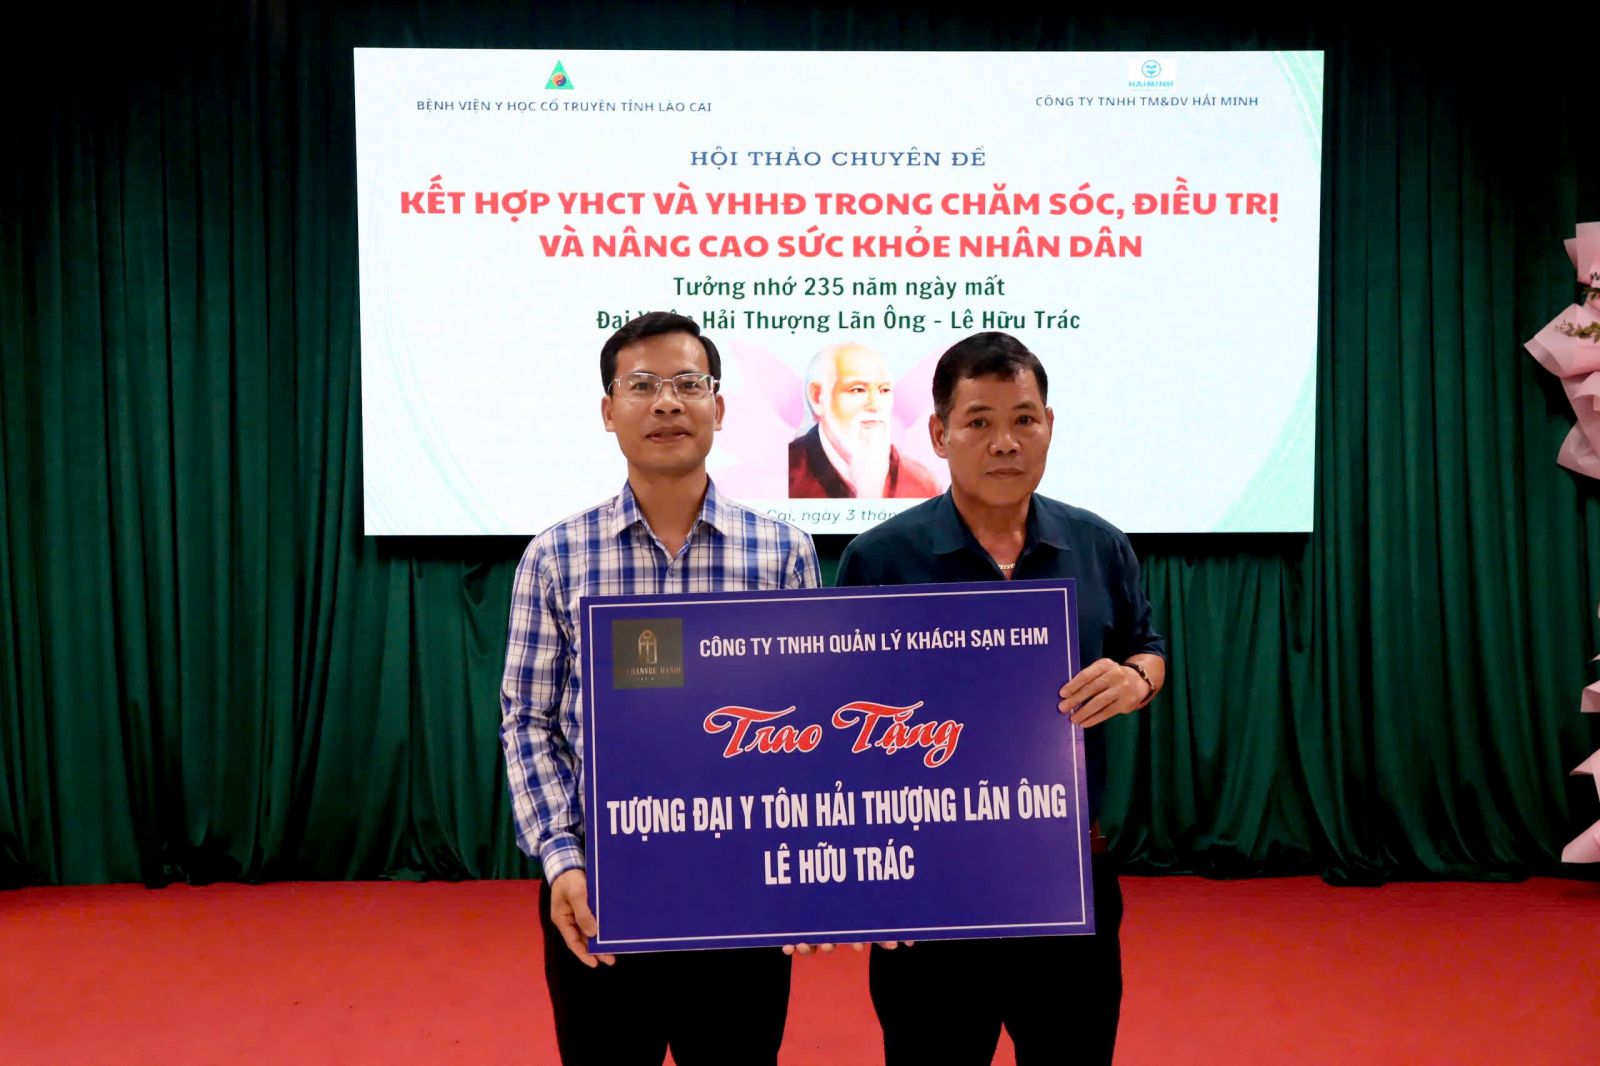 BỆNH VIỆN Y HỌC CỔ TRUYỀN TỈNH LÀO CAI
HAIMINH
CÔNG TY TNHH TM&DV HẢI MINH
HỘI THẢO CHUYÊN ĐỀ
KẾT HỢP YHCT VÀ YHHĐ TRONG CHĂM SÓC, ĐIỀU TRỊ
VÀ NÂNG CAO SỨC KHỎE NHÂN DÂN
Tưởng nhớ 235 năm ngày mất
Đại Hải Thượng Lãn Ông - Lê Hữu Trác
Cai, ngày 3
CÔNG TY TNHH QUẢN LÝ KHÁCH SẠN EHM
Trao Tặng
TƯỢNG ĐẠI Y TÔN HẢI THƯỢNG LÃN ÔNG
LÊ HỮU TRÁC